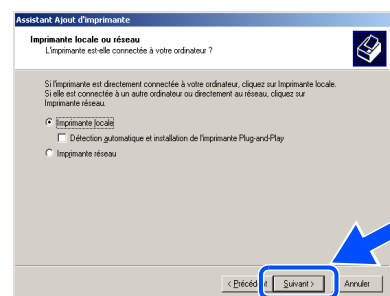 Assistant Ajout d'imprimante
Imprimante locale ou réseau
L'imprimante est-elle connectée à votre ordinateur ?
Si l'imprimante est directement connectée à votre ordinateur, cliquez sur Imprimante locale.
Si elle est connectée à un autre ordinateur ou directement au réseau, cliquez sur
Imprimante réseau.
Imprimante locale
Détection automatique et installation de l'imprimante Plug-and-Play
Imprimante réseau
< Précédent Suivant > Annuler